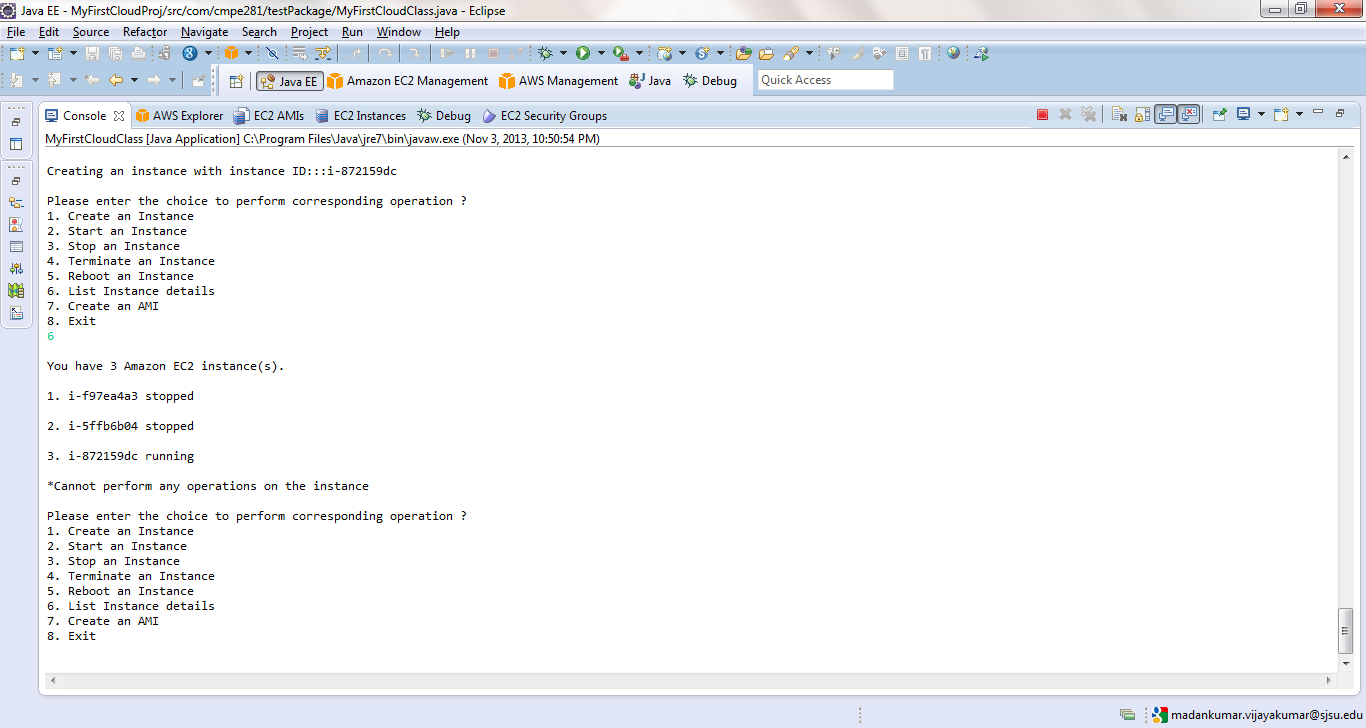 Java EE - MyFirstCloudProj/src/com/cmpe281/testPackage/MyFirstCloudClass.java - Eclipse
File Edit Source Refactor Navigate Search Project Run Window Help
Java EE Amazon EC2 Management AWS Management Java Debug Quick Access
Console AWS Explorer EC2 AMIs EC2 Instances Debug EC2 Security Groups
MyFirstCloudClass [Java Application] C:\Program Files\Java\jre7\bin\javaw.exe (Nov 3, 2013, 10:50:54 PM)
Creating an instance with instance ID:::i-872159dc
Please enter the choice to perform corresponding operation ?
1. Create an Instance
2. Start an Instance
3. Stop an Instance
4. Terminate an Instance
5. Reboot an Instance
6. List Instance details
7. Create an AMI
8. Exit
6
You have 3 Amazon EC2 instance(s).
1. i-f97ea4a3 stopped
2. i-5ffb6b04 stopped
3. i-872159dc running
*Cannot perform any operations on the instance
Please enter the choice to perform corresponding operation ?
1. Create an Instance
2. Start an Instance
3. Stop an Instance
4. Terminate an Instance
5. Reboot an Instance
6. List Instance details
7. Create an AMI
8. Exit
madankumar.vijayakumar@sjsu.edu